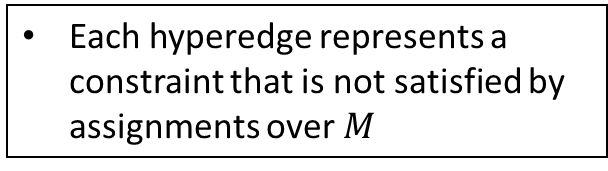 • Each hyperedge represents a
constraint that is not satisfied by
assignments over M